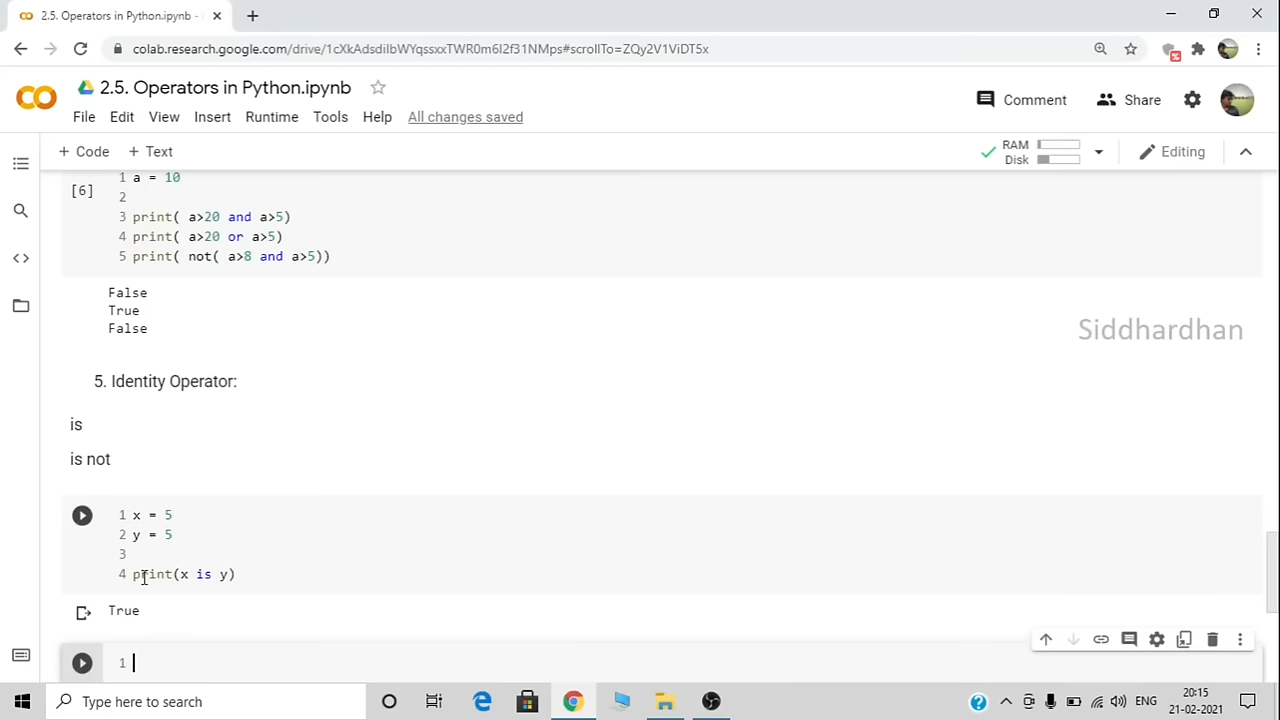 2.5. Operators in Python.ipynb -
colab.research.google.com/drive/1cXkAdsdiIbWYqssxxTWR0m6I2f31NMps#scrollTo=ZQy2V1ViDT5x
2.5. Operators in Python.ipynb
Comment
Share
File Edit View Insert Runtime Tools Help All changes saved
+ Code + Text
RAM
Disk
Editing
[6]
1 a = 10
2
3 print( a>20 and a>5)
4 print( a>20 or a>5)
5 print( not( a>8 and a>5))
False
True
False
Siddhardhan
5. Identity Operator:
is
is not
1 x = 5
2 y = 5
3
4 print(x is y)
True
1
Type here to search
ENG
20:15
21-02-2021